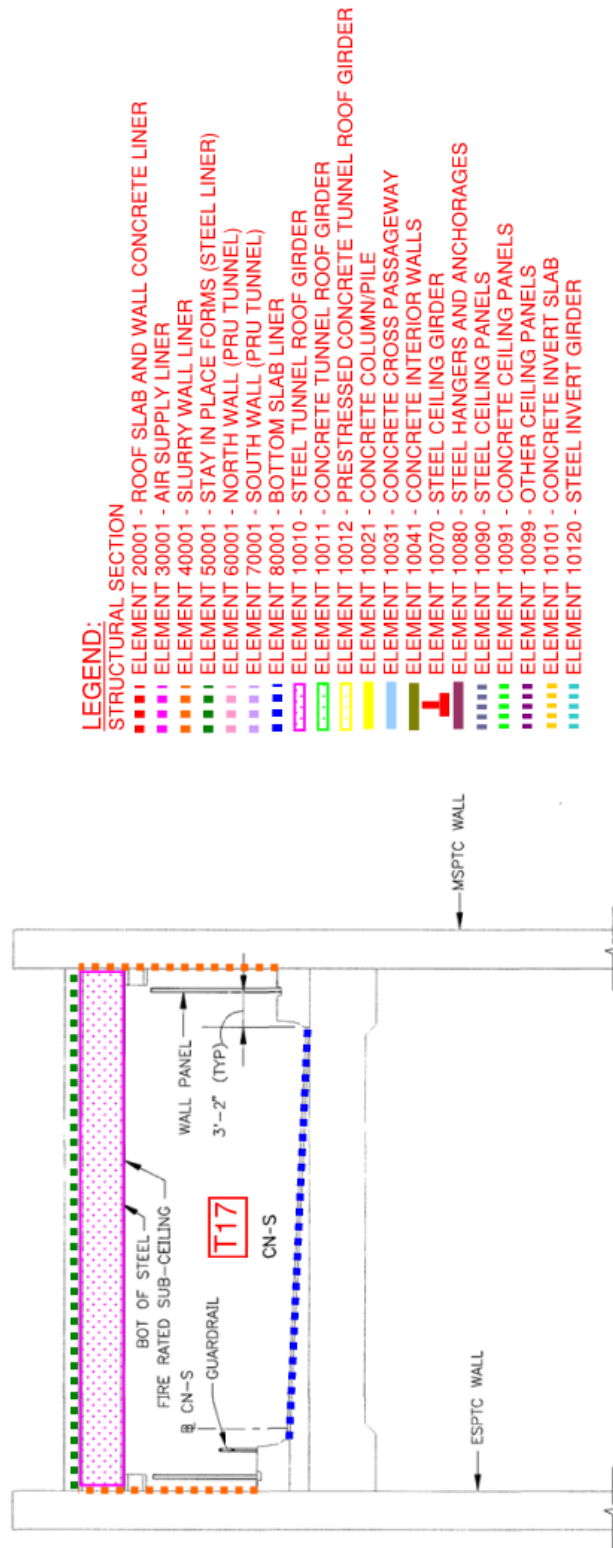 LEGEND:
STRUCTURAL SECTION
ELEMENT 20001 - ROOF SLAB AND WALL CONCRETE LINER
ELEMENT 30001 - AIR SUPPLY LINER
ELEMENT 40001 - SLURRY WALL LINER
ELEMENT 50001 - STAY IN PLACE FORMS (STEEL LINER)
ELEMENT 60001 - NORTH WALL (PRU TUNNEL)
ELEMENT 70001 - SOUTH WALL (PRU TUNNEL)
ELEMENT 80001 - BOTTOM SLAB LINER
ELEMENT 10010 - STEEL TUNNEL ROOF GIRDER
ELEMENT 10011 - CONCRETE TUNNEL ROOF GIRDER
ELEMENT 10012 - PRESTRESSED CONCRETE TUNNEL ROOF GIRDER
ELEMENT 10021 - CONCRETE COLUMN/PILE
ELEMENT 10031 - CONCRETE CROSS PASSAGEWAY
ELEMENT 10041 - CONCRETE INTERIOR WALLS
ELEMENT 10070 - STEEL CEILING GIRDER
ELEMENT 10080 - STEEL HANGERS AND ANCHORAGES
ELEMENT 10090 - STEEL CEILING PANELS
ELEMENT 10091 - CONCRETE CEILING PANELS
ELEMENT 10099 - OTHER CEILING PANELS
ELEMENT 10101 - CONCRETE INVERT SLAB
ELEMENT 10120 - STEEL INVERT GIRDER
BOT OF STEEL
FIRE RATED SUB-CEILING
CN-S
GUARDRAIL
WALL PANEL
3'-2" (TYP)
T17
CN-S
ESPTC WALL
MSPTC WALL